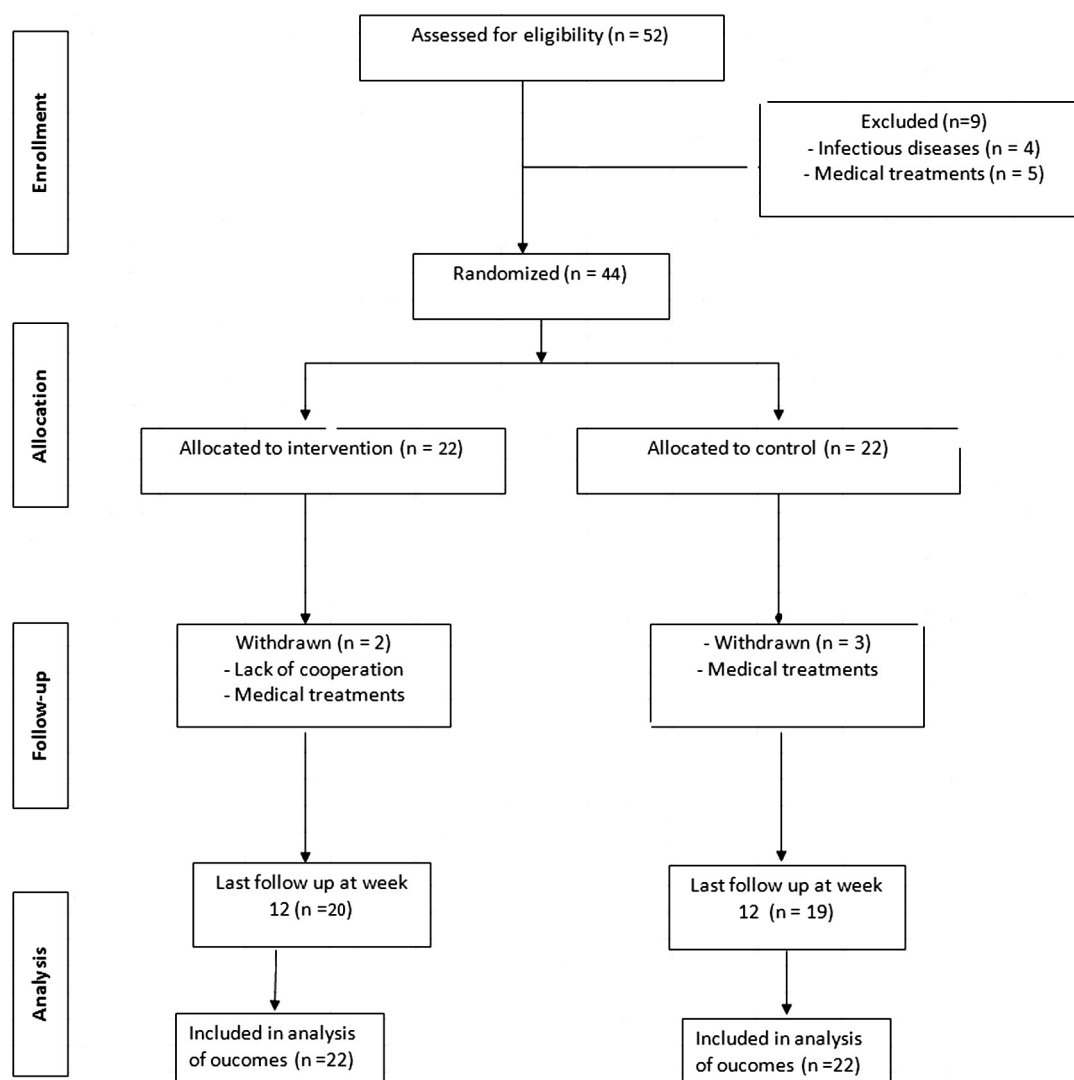 Assessed for eligibility (n = 52)
Enrollment
Excluded (n=9)
- Infectious diseases (n = 4)
- Medical treatments (n = 5)
Randomized (n = 44)
Allocation
Allocated to intervention (n = 22)
Allocated to control (n = 22)
Follow-up
Withdrawn (n = 2)
- Lack of cooperation
- Medical treatments
- Withdrawn (n = 3)
- Medical treatments
Analysis
Last follow up at week
12 (n =20)
Last follow up at week
12 (n = 19)
Included in analysis
of oucomes (n =22)
Included in analysis
of oucomes (n =22)